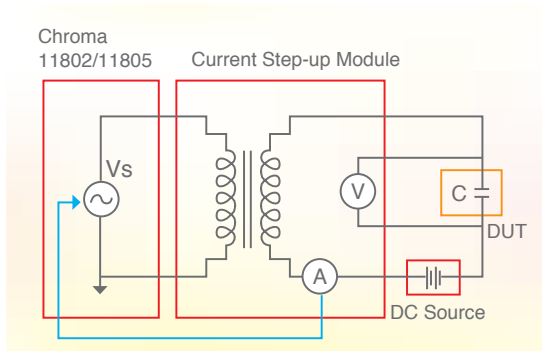 Chroma
11802/11805
Current Step-up Module
Vs
V
C
DUT
A
DC Source